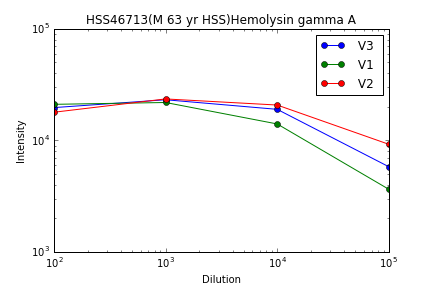 HSS46713(M 63 yr HSS)Hemolysin gamma A
10^5
10^4
10^3
Intensity
V3
V1
V2
10^2 10^3 10^4 10^5
Dilution